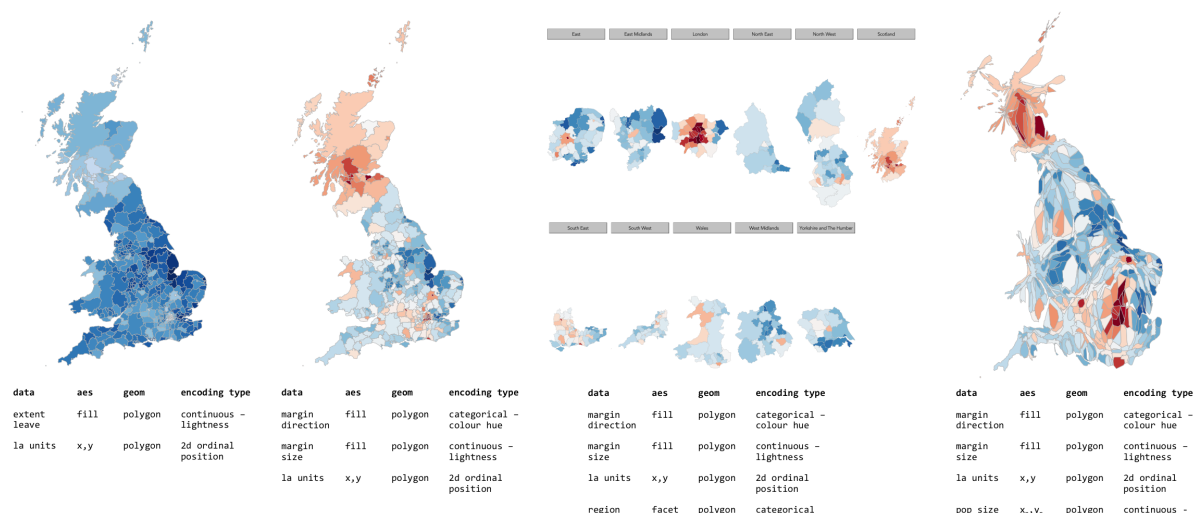 East East Midlands London North East North West Scotland
South East South West Wales West Midlands Yorkshire and The Humber
data aes geom encoding type
extent leave fill polygon continuous – lightness
la units x,y polygon 2d ordinal position
data aes geom encoding type
margin direction fill polygon categorical – colour hue
margin size fill polygon continuous – lightness
la units x,y polygon 2d ordinal position
data aes geom encoding type
margin direction fill polygon categorical – colour hue
margin size fill polygon continuous – lightness
la units x,y polygon 2d ordinal position
region facet polygon categorical
data aes geom encoding type
margin direction fill polygon categorical – colour hue
margin size fill polygon continuous – lightness
la units x,y polygon 2d ordinal position
pop size x,y polygon continuous -